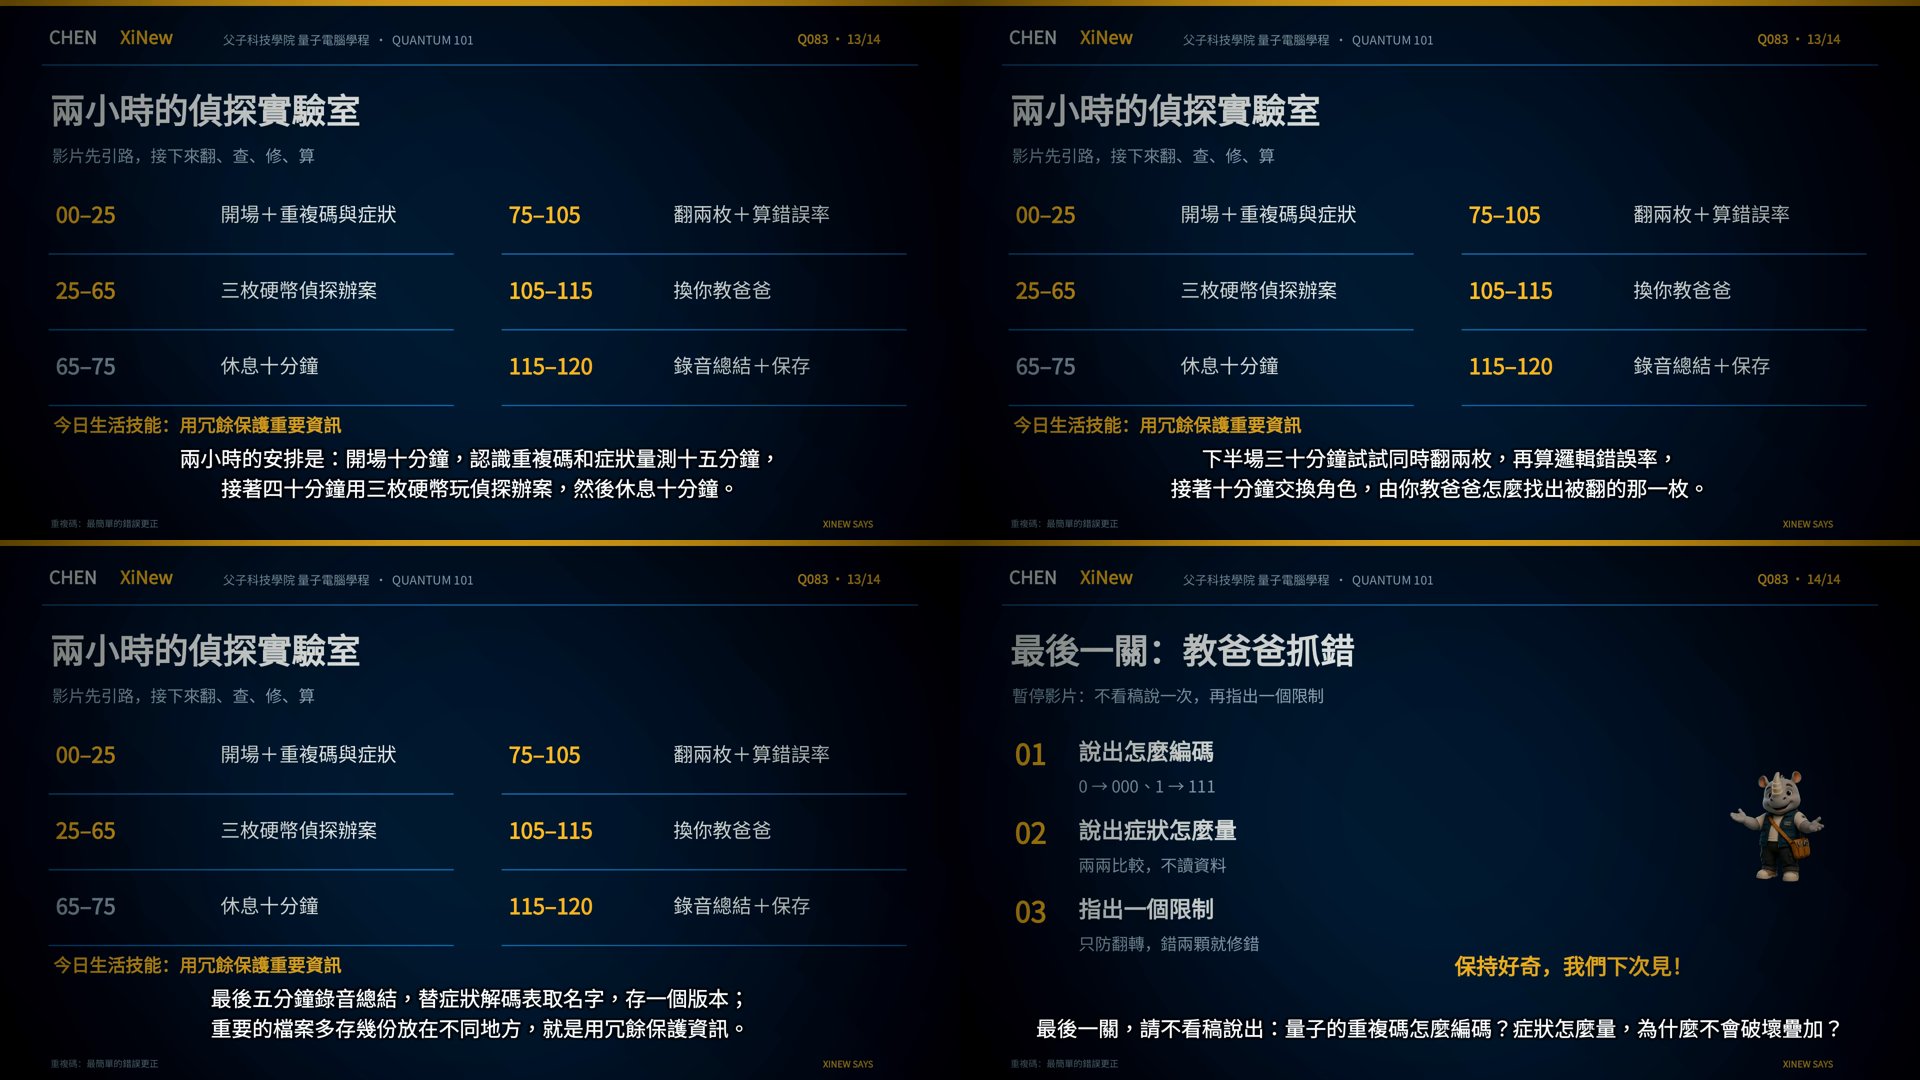 CHEN XiNew 父子科技學院 量子電腦學程 · QUANTUM 101 Q083 · 13/14
兩小時的偵探實驗室
影片先引路，接下來翻、查、修、算
00–25 開場＋重複碼與症狀 75–105 翻兩枚＋算錯誤率
25–65 三枚硬幣偵探辦案 105–115 換你教爸爸
65–75 休息十分鐘 115–120 錄音總結＋保存
今日生活技能：用冗餘保護重要資訊
兩小時的安排是：開場十分鐘，認識重複碼和症狀量測十五分鐘，
接著四十分鐘用三枚硬幣玩偵探辦案，然後休息十分鐘。
重複碼：最簡單的錯誤更正 XINEW SAYS
CHEN XiNew 父子科技學院 量子電腦學程 · QUANTUM 101 Q083 · 13/14
兩小時的偵探實驗室
影片先引路，接下來翻、查、修、算
00–25 開場＋重複碼與症狀 75–105 翻兩枚＋算錯誤率
25–65 三枚硬幣偵探辦案 105–115 換你教爸爸
65–75 休息十分鐘 115–120 錄音總結＋保存
今日生活技能：用冗餘保護重要資訊
下半場三十分鐘試試同時翻兩枚，再算邏輯錯誤率，
接著十分鐘交換角色，由你教爸爸怎麼找出被翻的那一枚。
重複碼：最簡單的錯誤更正 XINEW SAYS
CHEN XiNew 父子科技學院 量子電腦學程 · QUANTUM 101 Q083 · 13/14
兩小時的偵探實驗室
影片先引路，接下來翻、查、修、算
00–25 開場＋重複碼與症狀 75–105 翻兩枚＋算錯誤率
25–65 三枚硬幣偵探辦案 105–115 換你教爸爸
65–75 休息十分鐘 115–120 錄音總結＋保存
今日生活技能：用冗餘保護重要資訊
最後五分鐘錄音總結，替症狀解碼表取名字，存一個版本；
重要的檔案多存幾份放在不同地方，就是用冗餘保護資訊。
重複碼：最簡單的錯誤更正 XINEW SAYS
CHEN XiNew 父子科技學院 量子電腦學程 · QUANTUM 101 Q083 · 14/14
最後一關：教爸爸抓錯
暫停影片：不看稿說一次，再指出一個限制
01 說出怎麼編碼
0→000、1→111
02 說出症狀怎麼量
兩兩比較，不讀資料
03 指出一個限制
只防翻轉，錯兩顆就修錯
保持好奇，我們下次見！
最後一關，請不看稿說出：量子的重複碼怎麼編碼？症狀怎麼量，為什麼不會破壞疊加？
重複碼：最簡單的錯誤更正 XINEW SAYS